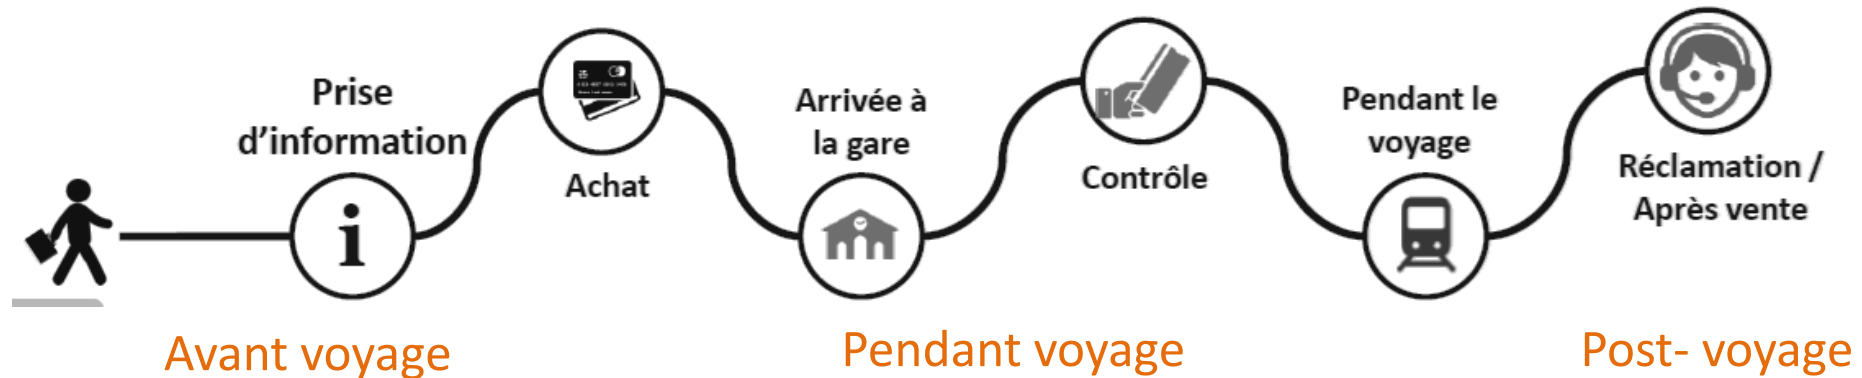 Prise
d'information
Achat
Arrivée à
la gare
Contrôle
Pendant le
voyage
Réclamation /
Après vente
Avant voyage
Pendant voyage
Post- voyage